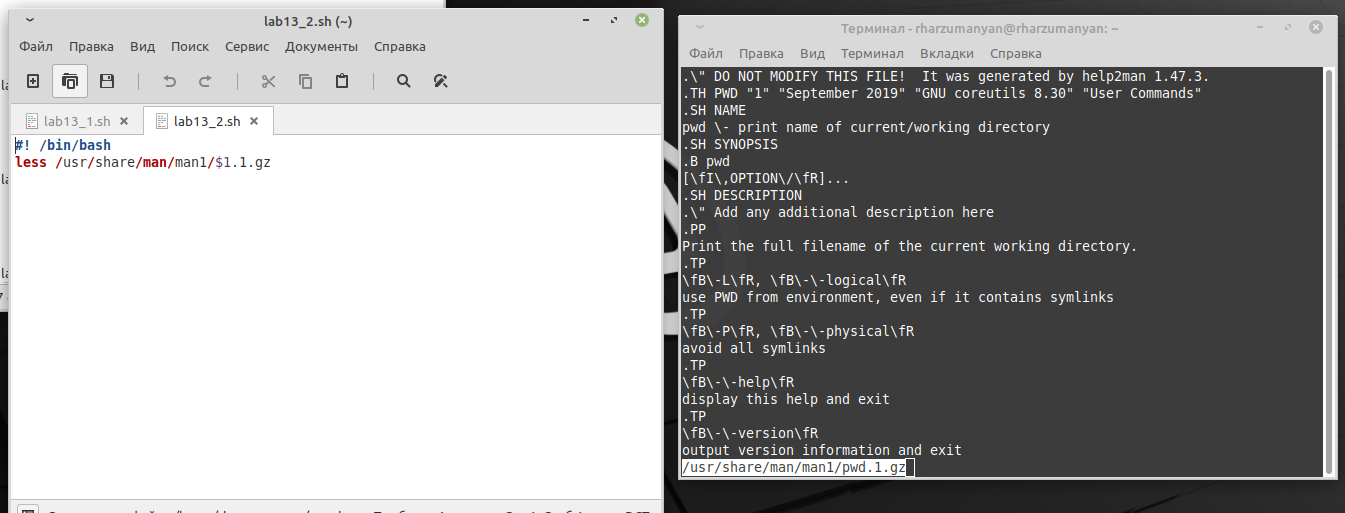 lab13_2.sh (~)
Файл Правка Вид Поиск Сервис Документы Справка
lab13_1.sh
lab13_2.sh
#! /bin/bash
less /usr/share/man/man1/$1.1.gz
Терминал - rharzumanyan@rharzumanyan: ~
Файл Правка Вид Терминал Вкладки Справка
.\" DO NOT MODIFY THIS FILE!  It was generated by help2man 1.47.3.
.TH PWD "1" "September 2019" "GNU coreutils 8.30" "User Commands"
.SH NAME
pwd \- print name of current/working directory
.SH SYNOPSIS
.B pwd
[\fI\,OPTION\/\fR]...
.SH DESCRIPTION
.\" Add any additional description here
.PP
Print the full filename of the current working directory.
.TP
\fB\-L\fR, \fB\-\-logical\fR
use PWD from environment, even if it contains symlinks
.TP
\fB\-P\fR, \fB\-\-physical\fR
avoid all symlinks
.TP
\fB\-\-help\fR
display this help and exit
.TP
\fB\-\-version\fR
output version information and exit
/usr/share/man/man1/pwd.1.gz